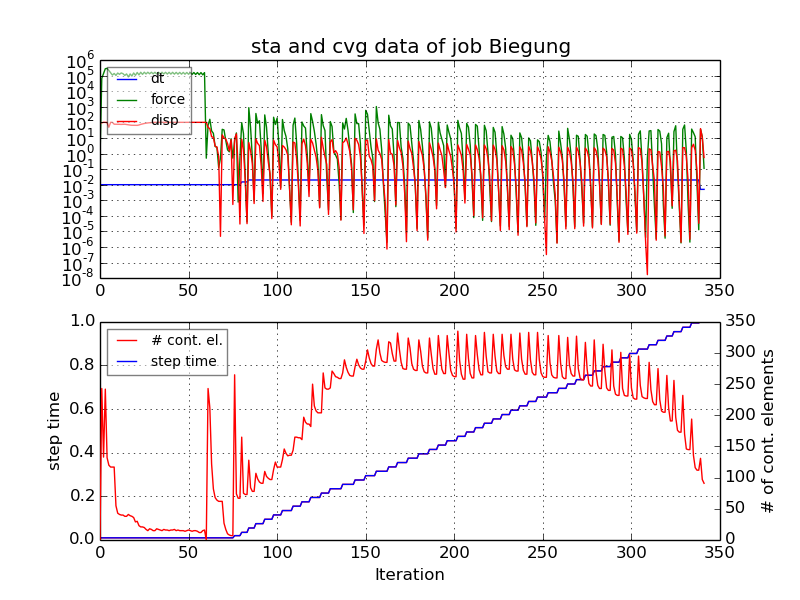 sta and cvg data of job Biegung
10^6
10^5
10^4
10^3
10^2
10^1
10^0
10^-1
10^-2
10^-3
10^-4
10^-5
10^-6
10^-7
10^-8
dt
force
disp
0 50 100 150 200 250 300 350
1.0
0.8
0.6
0.4
0.2
0.0
step time
# cont. el.
step time
350
300
250
200
150
100
50
0
# of cont. elements
0 50 100 150 200 250 300 350
Iteration